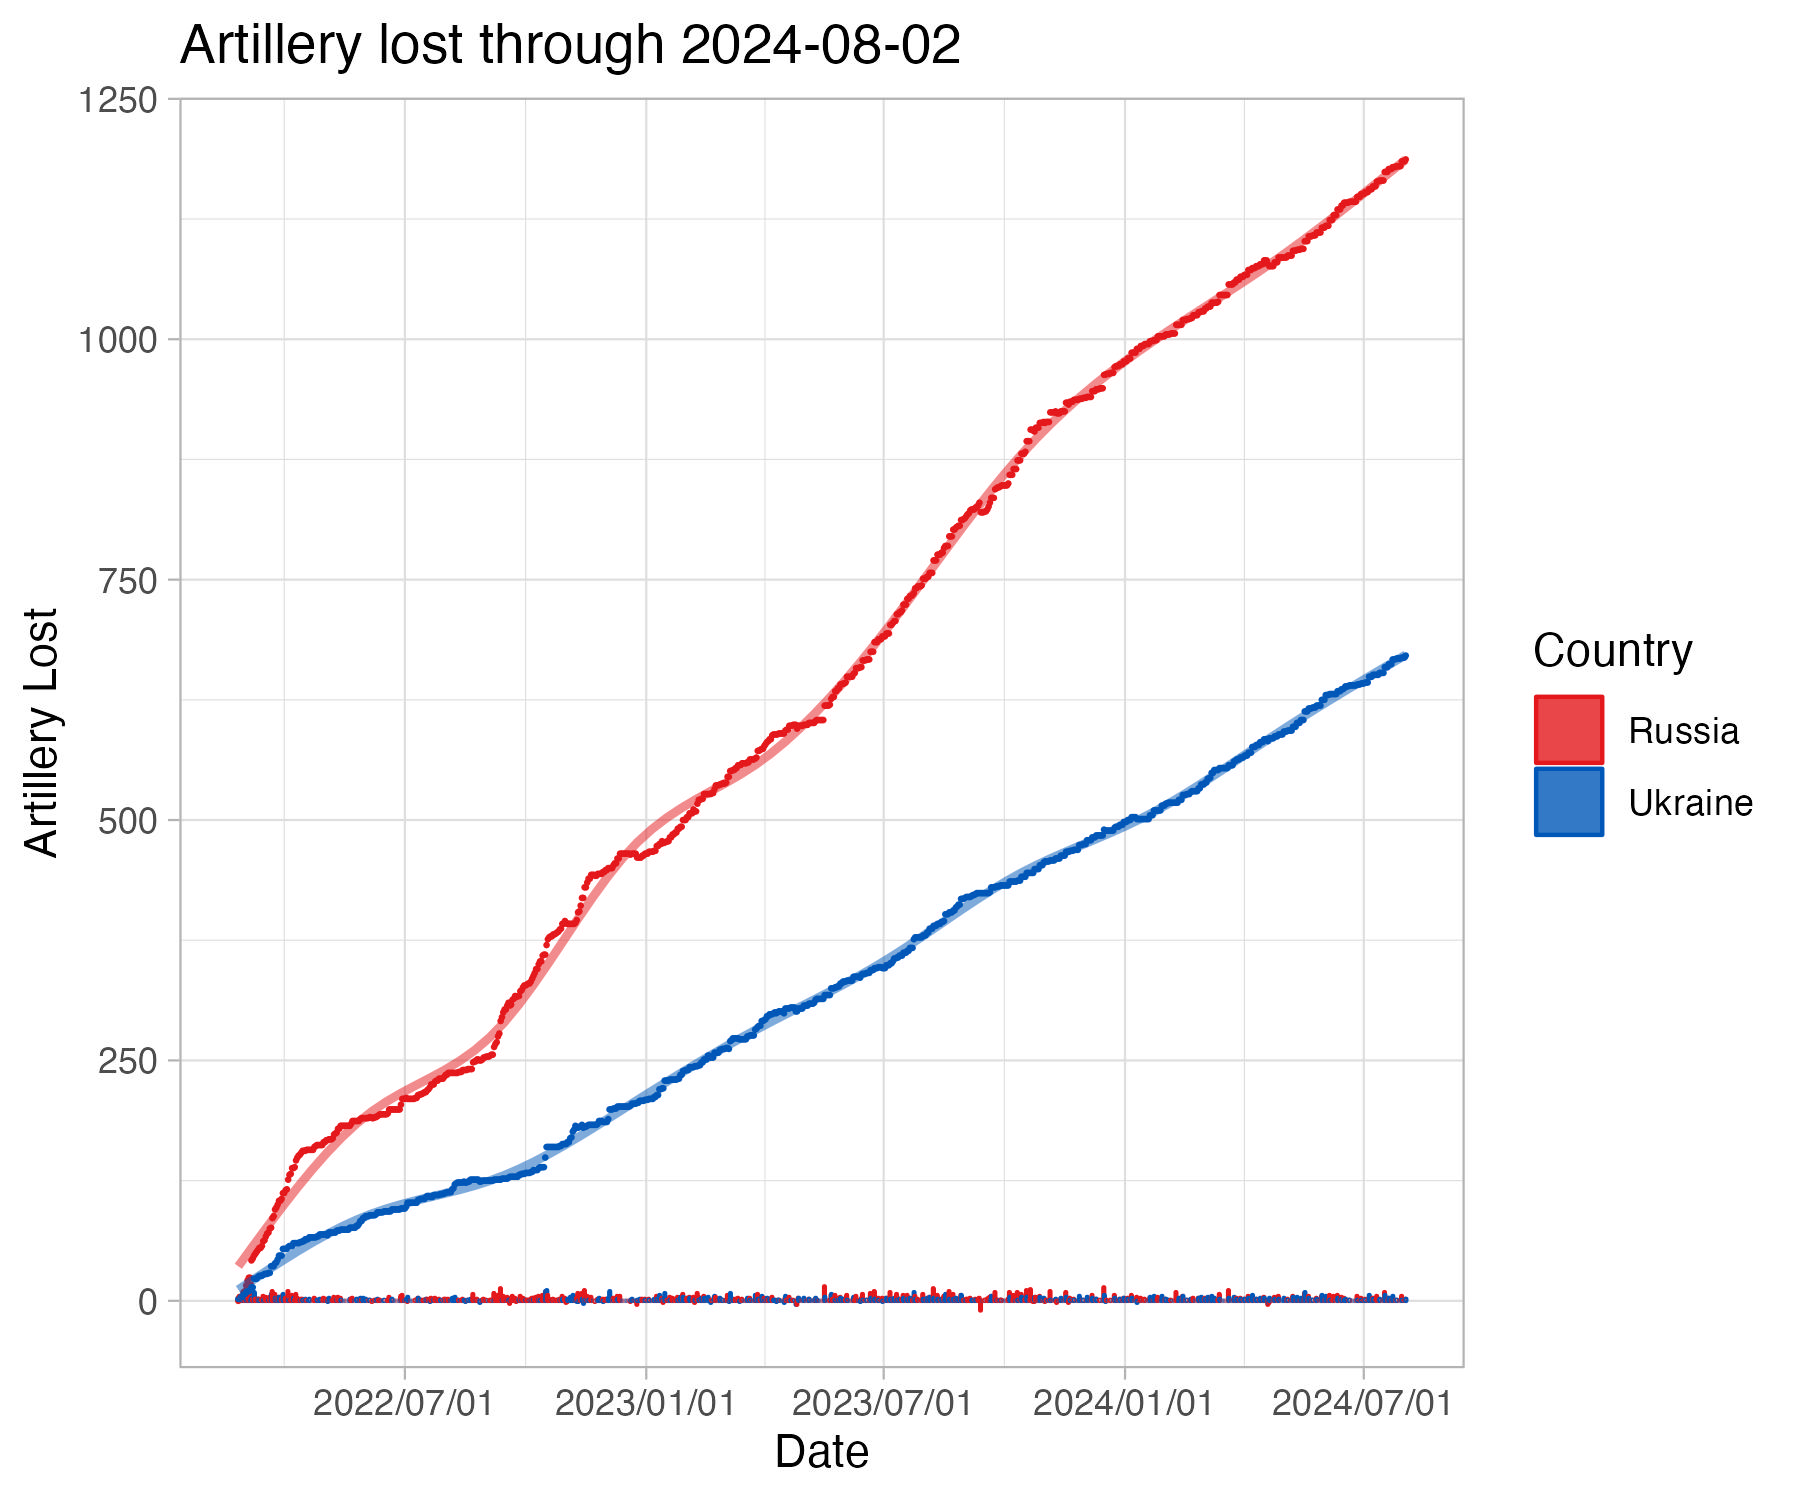 Artillery lost through 2024-08-02
1250
1000
750
500
250
0
Artillery Lost
2022/07/01 2023/01/01 2023/07/01 2024/01/01 2024/07/01
Date
Country
Russia
Ukraine